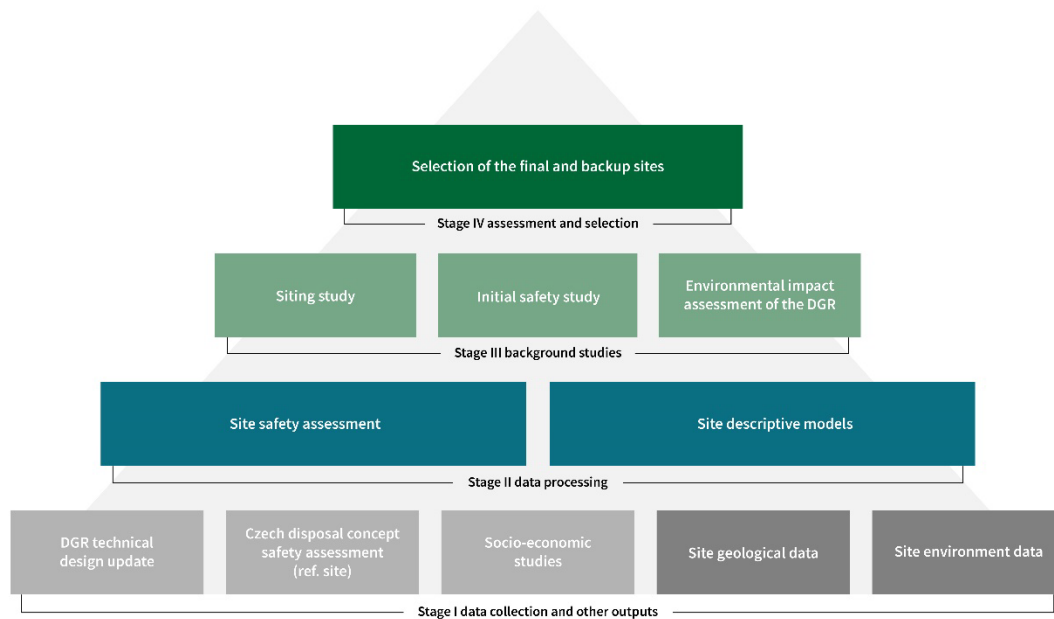 Selection of the final and backup sites
Stage IV assessment and selection
Siting study
Initial safety study
Environmental impact
assessment of the DGR
Stage III background studies
Site safety assessment
Site descriptive models
Stage II data processing
DGR technical
design update
Czech disposal concept
safety assessment
(ref. site)
Socio-economic
studies
Site geological data
Site environment data
Stage I data collection and other outputs